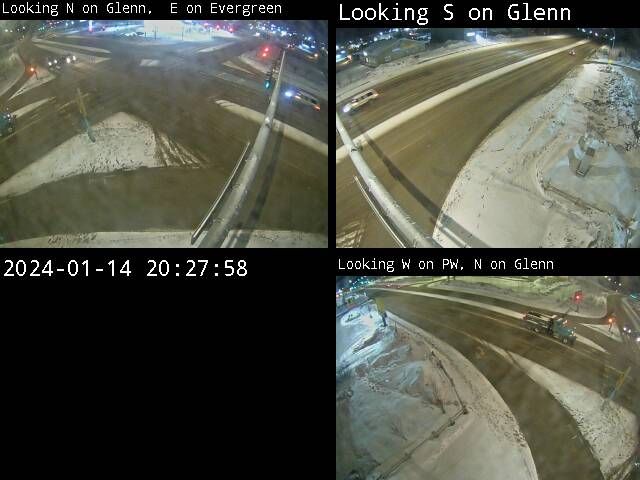 Looking N on Glenn, E on Evergreen
Looking S on Glenn
2024-01-14 20:27:58
Looking W on PW, N on Glenn